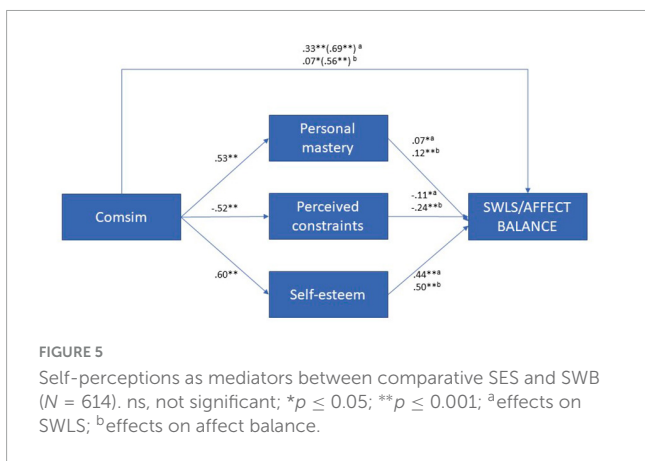 .33**(.69**) a
.07*(.56**) b
Personal
mastery
.53**
.07*a
.12**b
Comsim
-.52**
Perceived
constraints
-.11*a
-.24**b
SWLS/AFFECT
BALANCE
.60**
Self-esteem
.44**a
.50**b
FIGURE 5
Self-perceptions as mediators between comparative SES and SWB
(N = 614). ns, not significant; *p ≤ 0.05; **p ≤ 0.001; aeffects on
SWLS; beffects on affect balance.